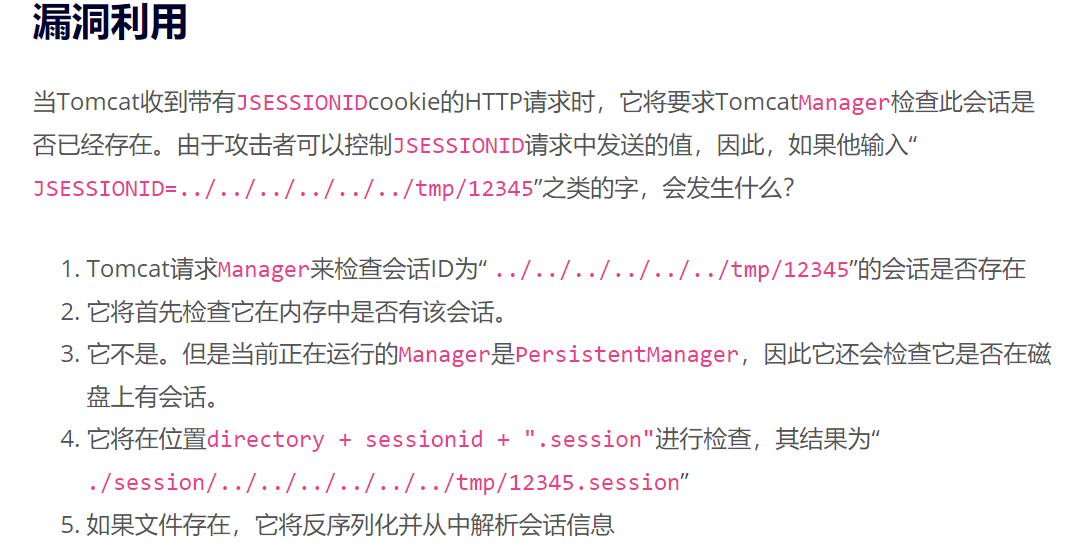 漏洞利用
当Tomcat收到带有JSESSIONIDcookie的HTTP请求时，它将要求TomcatManager检查此会话是
否已经存在。由于攻击者可以控制JSESSIONID请求中发送的值，因此，如果他输入“
JSESSIONID=../../../../../../tmp/12345”之类的字，会发生什么？
1. Tomcat请求Manager来检查会话ID为“ ../../../../../../tmp/12345”的会话是否存在
2. 它将首先检查它在内存中是否有该会话。
3. 它不是。但是当前正在运行的Manager是PersistentManager，因此它还会检查它是否在磁
盘上有会话。
4. 它将在位置directory + sessionid + ".session"进行检查，其结果为“
./session/../../../../../../tmp/12345.session”
5. 如果文件存在，它将反序列化并从中解析会话信息